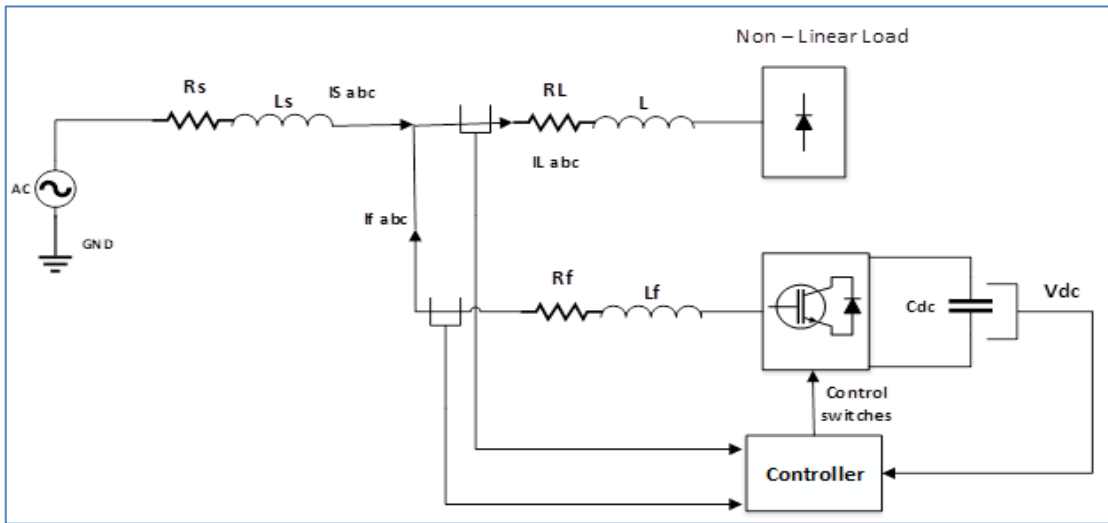 Non – Linear Load
Rs
Ls
IS abc
RL
L
IL abc
AC
GND
If abc
Rf
Lf
Cdc
Vdc
Control
switches
Controller